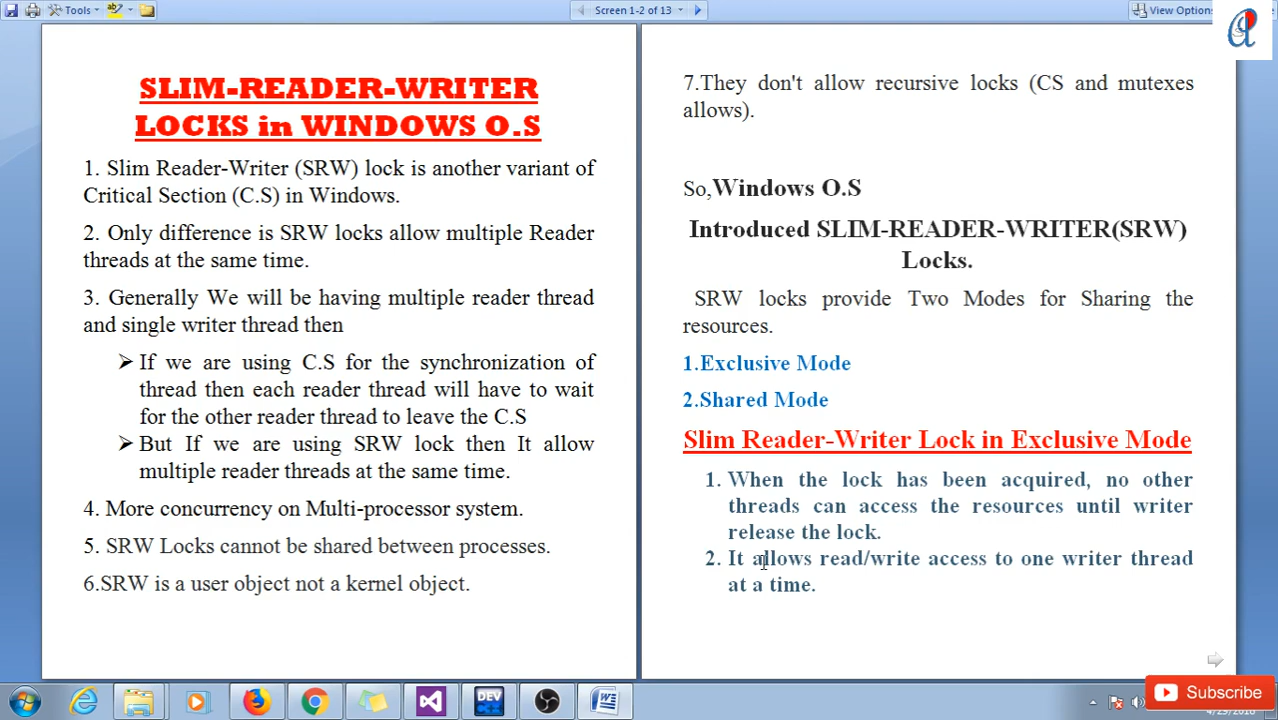 Tools
Screen 1-2 of 13
View Options
SLIM-READER-WRITER
LOCKS in WINDOWS O.S
1. Slim Reader-Writer (SRW) lock is another variant of
Critical Section (C.S) in Windows.
2. Only difference is SRW locks allow multiple Reader
threads at the same time.
3. Generally We will be having multiple reader thread
and single writer thread then
If we are using C.S for the synchronization of
thread then each reader thread will have to wait
for the other reader thread to leave the C.S
But If we are using SRW lock then It allow
multiple reader threads at the same time.
4. More concurrency on Multi-processor system.
5. SRW Locks cannot be shared between processes.
6.SRW is a user object not a kernel object.
7.They don't allow recursive locks (CS and mutexes
allows).
So,Windows O.S
Introduced SLIM-READER-WRITER(SRW)
Locks.
SRW locks provide Two Modes for Sharing the
resources.
1.Exclusive Mode
2.Shared Mode
Slim Reader-Writer Lock in Exclusive Mode
1. When the lock has been acquired, no other
threads can access the resources until writer
release the lock.
2. It allows read/write access to one writer thread
at a time.
DEV
Subscribe